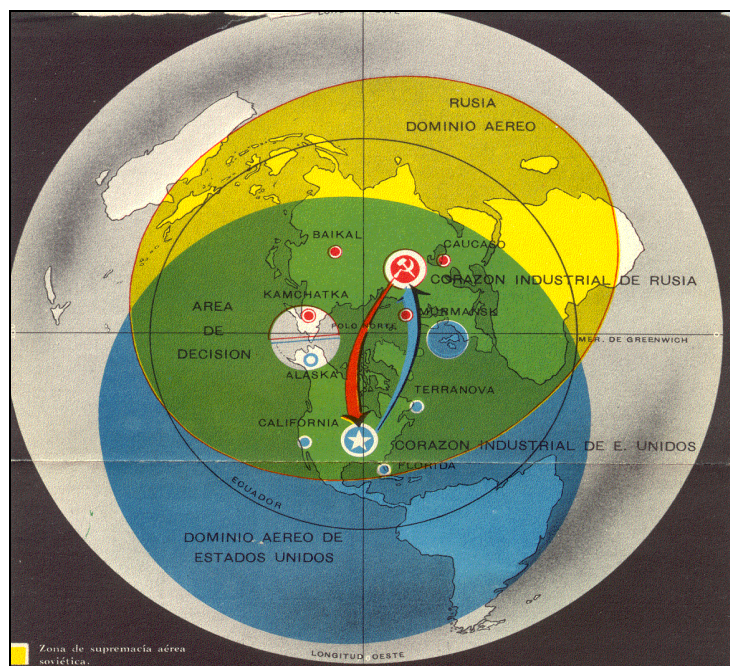 LONGITUD ESTE
RUSIA
DOMINIO AEREO
BAIKAL
CAUCASO
CORAZON INDUSTRIAL DE RUSIA
KAMCHATKA
AREA
DE
DECISION
MURMANSK
POLO NORTE
MER. DE GREENWICH
ALASKA
TERRANOVA
CALIFORNIA
CORAZON INDUSTRIAL DE E. UNIDOS
FLORIDA
ECUADOR
DOMINIO AEREO DE
ESTADOS UNIDOS
LONGITUD OESTE
Zona de supremacía aérea
soviética.